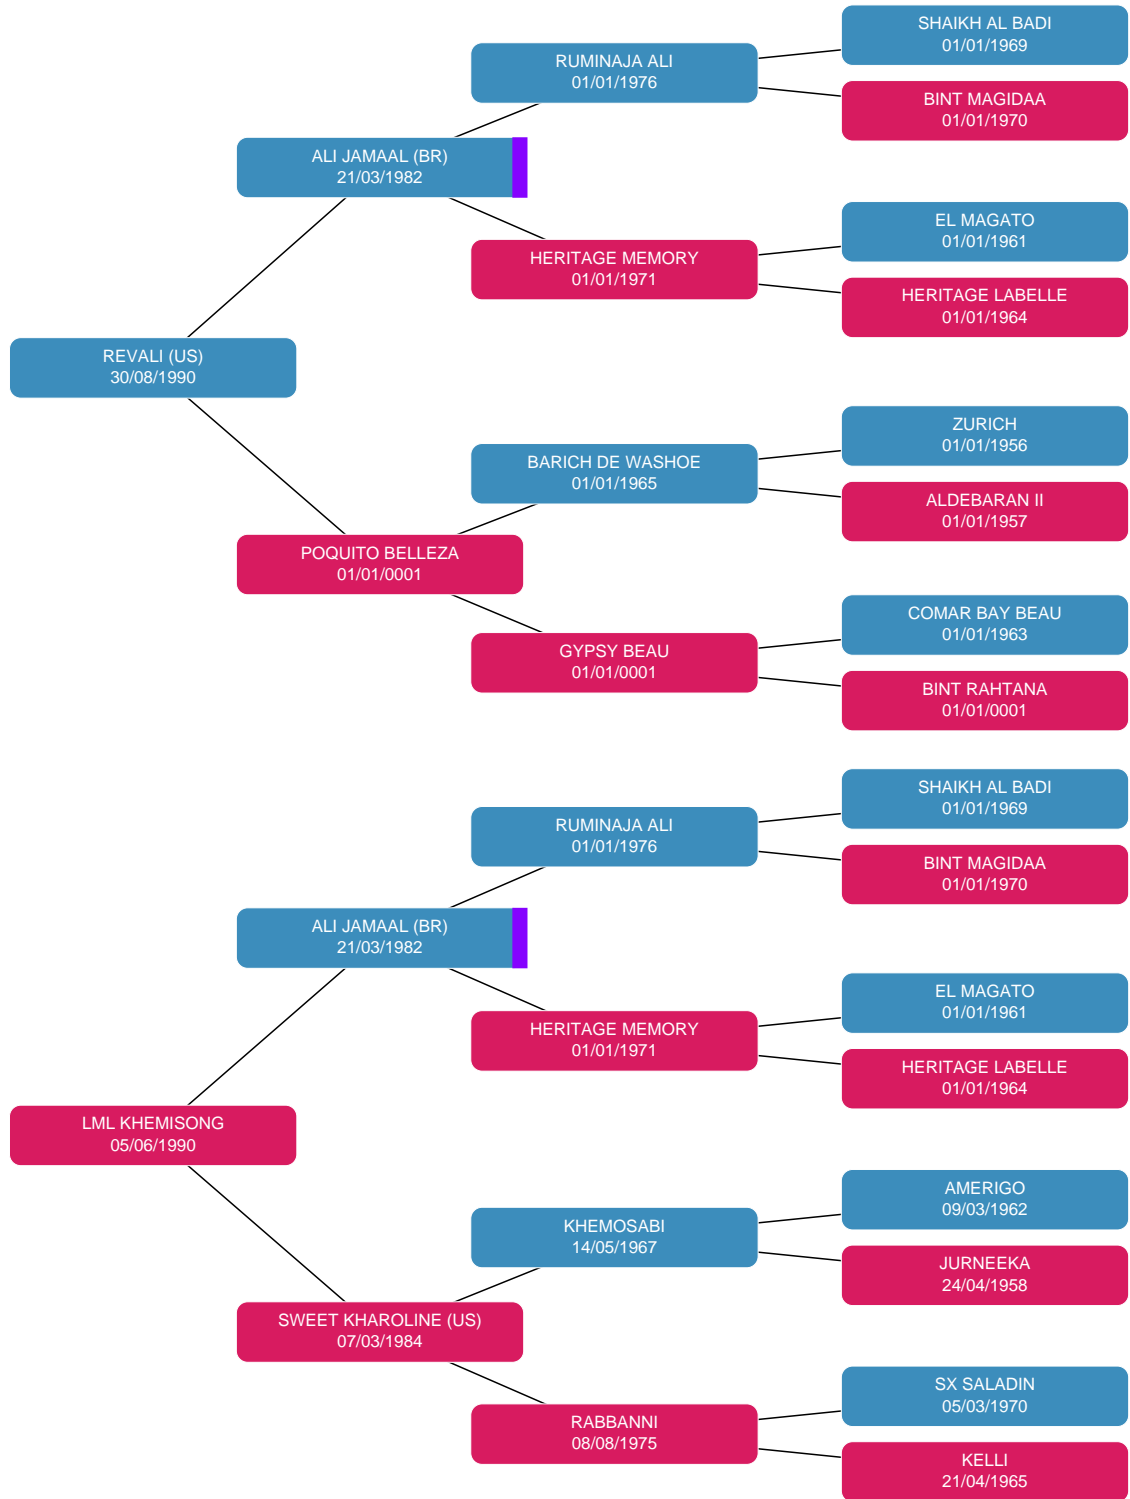 SHAIKH AL BADI
01/01/1969
RUMINAJA ALI
01/01/1976
BINT MAGIDAA
01/01/1970
ALI JAMAAL (BR)
21/03/1982
EL MAGATO
01/01/1961
HERITAGE MEMORY
01/01/1971
HERITAGE LABELLE
01/01/1964
REVALI (US)
30/08/1990
ZURICH
01/01/1956
BARICH DE WASHOE
01/01/1965
ALDEBARAN II
01/01/1957
POQUITO BELLEZA
01/01/0001
COMAR BAY BEAU
01/01/1963
GYPSY BEAU
01/01/0001
BINT RAHTANA
01/01/0001
SHAIKH AL BADI
01/01/1969
RUMINAJA ALI
01/01/1976
BINT MAGIDAA
01/01/1970
ALI JAMAAL (BR)
21/03/1982
EL MAGATO
01/01/1961
HERITAGE MEMORY
01/01/1971
HERITAGE LABELLE
01/01/1964
LML KHEMISONG
05/06/1990
AMERIGO
09/03/1962
KHEMOSABI
14/05/1967
JURNEEKA
24/04/1958
SWEET KHAROLINE (US)
07/03/1984
SX SALADIN
05/03/1970
RABBANNI
08/08/1975
KELLI
21/04/1965